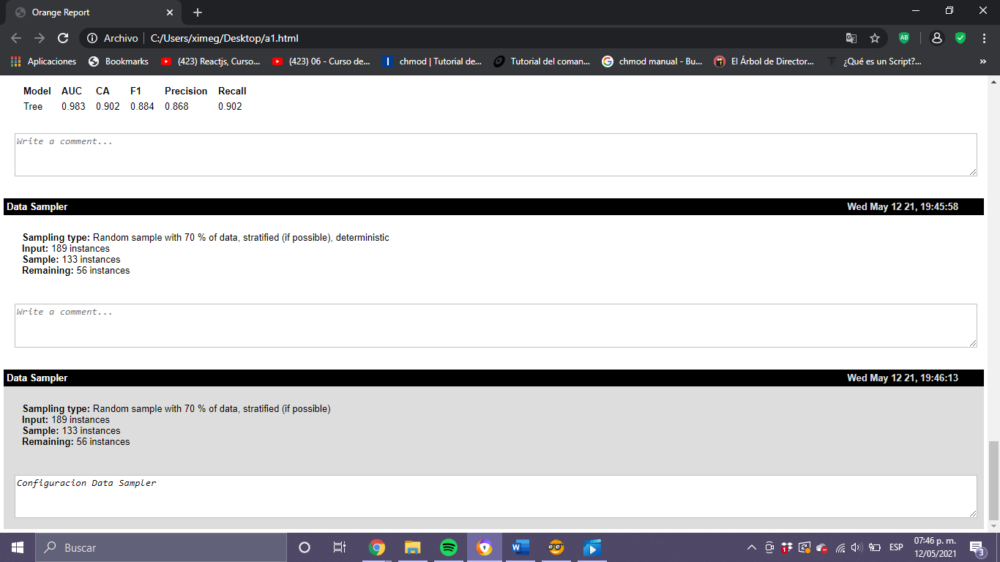 Orange Report
Archivo C:/Users/ximeg/Desktop/a1.html
Aplicaciones Bookmarks (423) Reactjs, Curso... (423) 06 - Curso de... chmod | Tutorial de... Tutorial del coman... chmod manual - Bu... El Árbol de Director... ¿Qué es un Script?... »
Model AUC CA F1 Precision Recall
Tree 0.983 0.902 0.884 0.868 0.902
Write a comment...
Data Sampler Wed May 12 21, 19:45:58
Sampling type: Random sample with 70 % of data, stratified (if possible), deterministic
Input: 189 instances
Sample: 133 instances
Remaining: 56 instances
Write a comment...
Data Sampler Wed May 12 21, 19:46:13
Sampling type: Random sample with 70 % of data, stratified (if possible)
Input: 189 instances
Sample: 133 instances
Remaining: 56 instances
Configuracion Data Sampler
Buscar
ESP
07:46 p. m.
12/05/2021
3